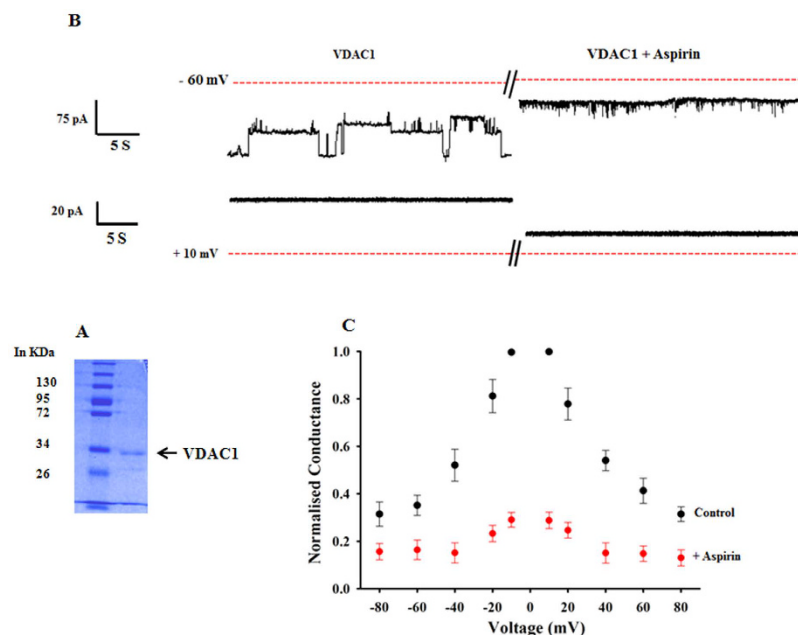 B
VDAC1
VDAC1 + Aspirin
- 60 mV
75 pA
5 S
20 pA
5 S
+ 10 mV
A
In KDa
130
95
72
34
26
VDAC1
C
Normalised Conductance
1.0
0.8
0.6
0.4
0.2
0.0
Control
+ Aspirin
-80 -60 -40 -20 0 20 40 60 80
Voltage (mV)